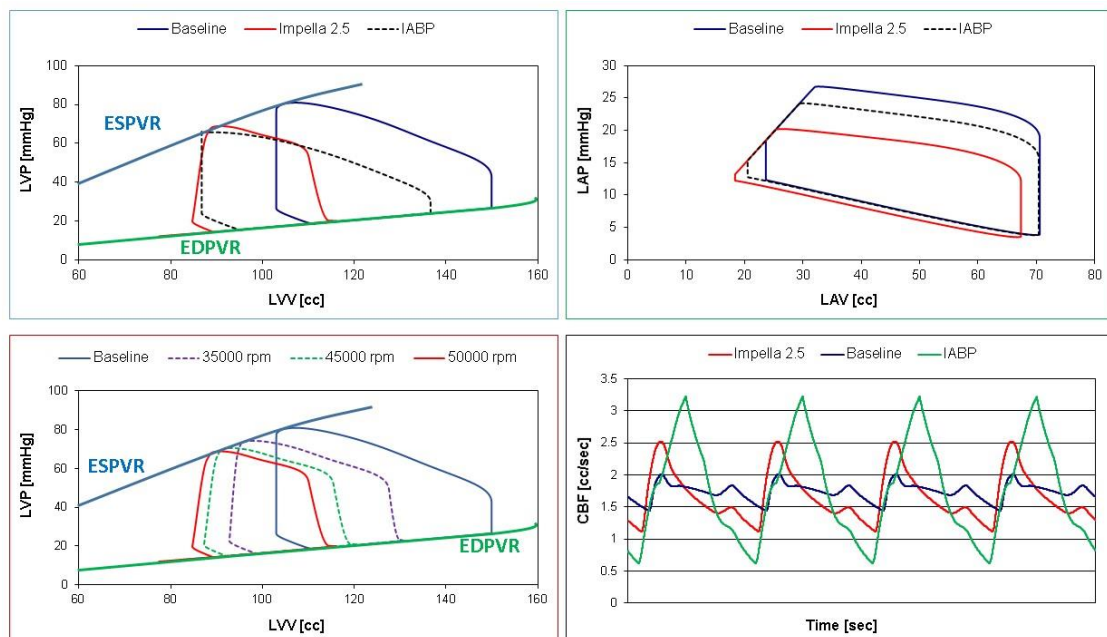 Baseline Impella 2.5 IABP
100
80
60
40
20
0
LVP [mmHg]
ESPVR
EDPVR
60 80 100 120 140 160
LVV [cc]
Baseline Impella 2.5 IABP
30
25
20
15
10
5
0
LAP [mmHg]
0 10 20 30 40 50 60 70 80
LAV [cc]
Baseline 35000 rpm 45000 rpm 50000 rpm
100
80
60
40
20
0
LVP [mmHg]
ESPVR
EDPVR
60 80 100 120 140 160
LVV [cc]
Impella 2.5 Baseline IABP
3.5
3
2.5
2
1.5
1
0.5
0
CBF [cc/sec]
Time [sec]